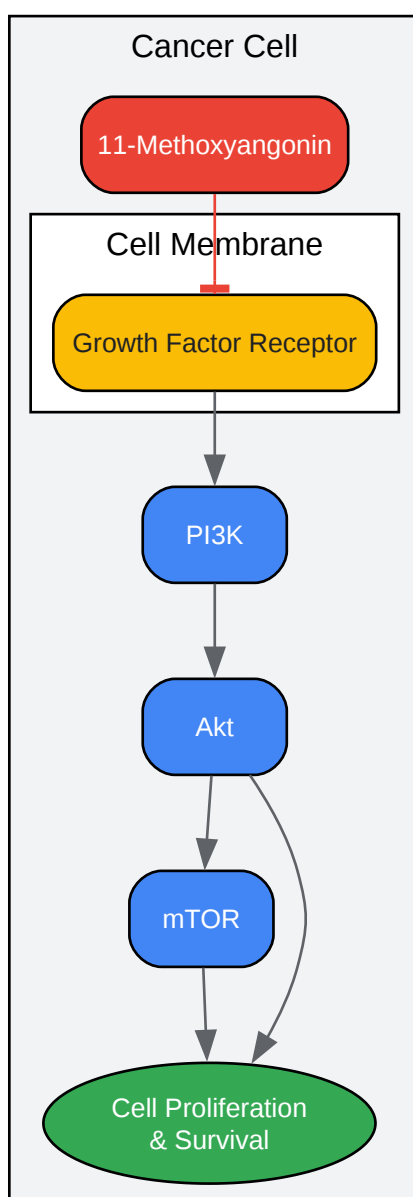 Cancer Cell
11-Methoxyangonin
Cell Membrane
Growth Factor Receptor
PI3K
Akt
mTOR
Cell Proliferation
& Survival